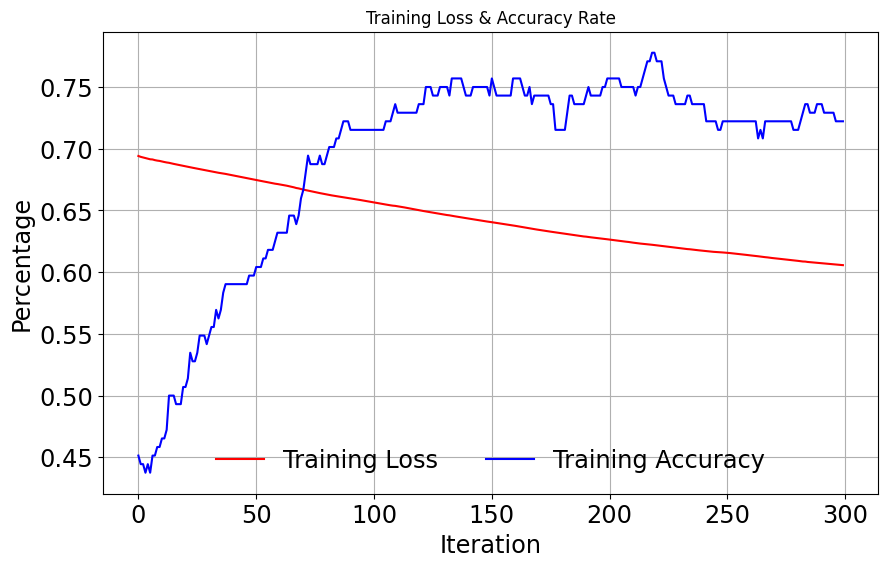 Training Loss & Accuracy Rate
0.75
0.70
0.65
0.60
0.55
0.50
0.45
Percentage
Training Loss Training Accuracy
0 50 100 150 200 250 300
Iteration